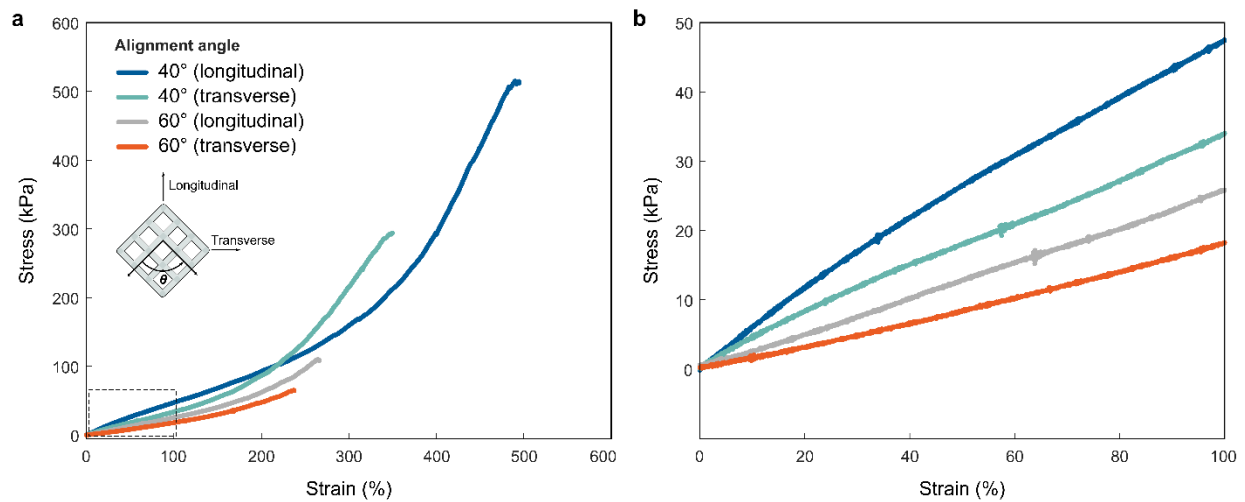 a
600
500
400
300
200
100
0
Stress (kPa)
Alignment angle
40° (longitudinal)
40° (transverse)
60° (longitudinal)
60° (transverse)
Longitudinal
Transverse
θ
0 100 200 300 400 500 600
Strain (%)
b
50
40
30
20
10
0
Stress (kPa)
0 20 40 60 80 100
Strain (%)